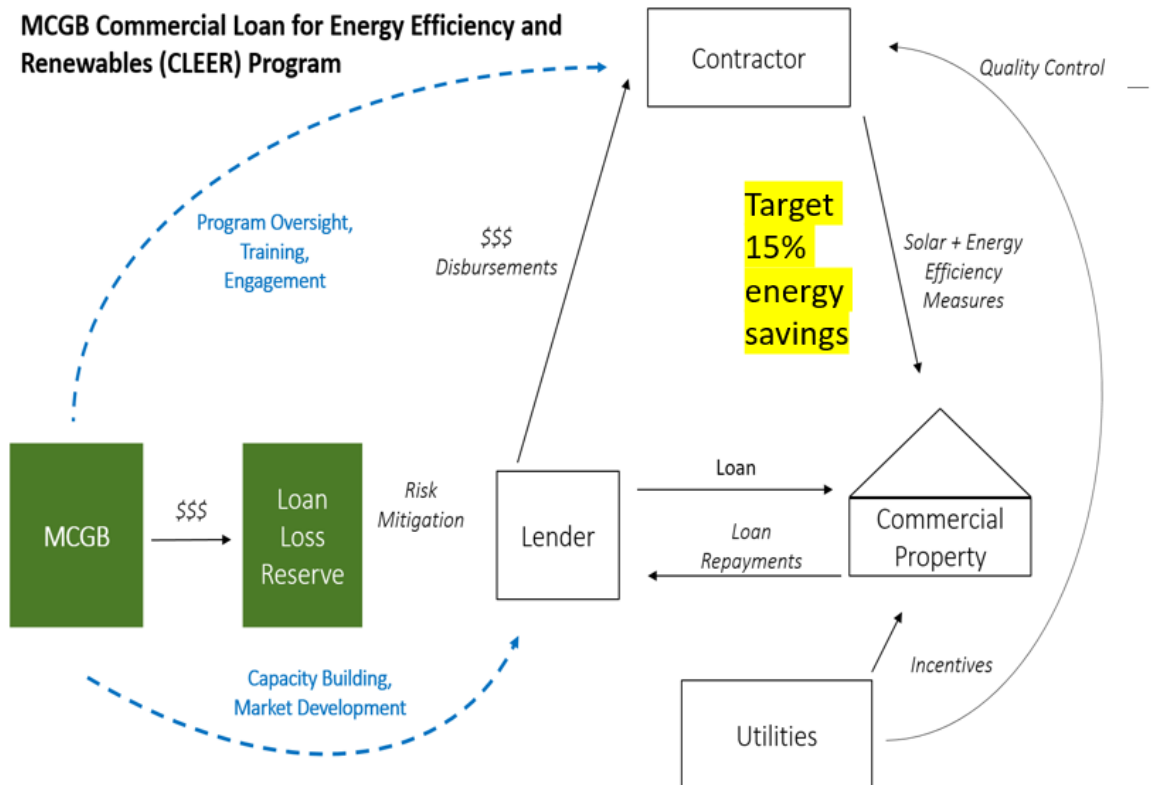 MCGB Commercial Loan for Energy Efficiency and
Renewables (CLEER) Program
Contractor
Quality Control
Program Oversight,
Training,
Engagement
$$$
Disbursements
Target
15%
energy
savings
Solar + Energy
Efficiency
Measures
MCGB
$$$
Loan
Loss
Reserve
Risk
Mitigation
Lender
Loan
Loan
Repayments
Commercial
Property
Capacity Building,
Market Development
Incentives
Utilities